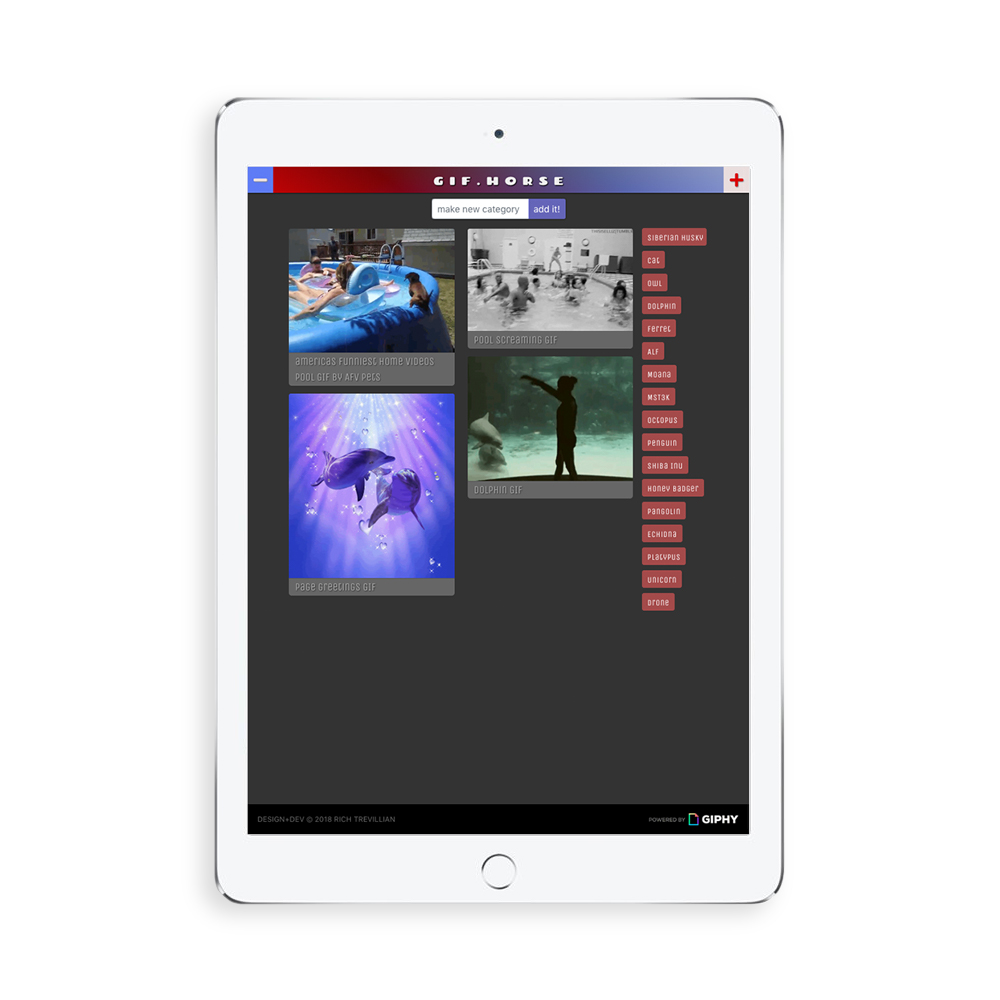 GIF.HORSE
make new category
add it!
americas funniest home videos
pool GIF by afv pets
page greetings GIF
pool screaming GIF
Dolphin GIF
siberian husky
cat
owl
Dolphin
Ferret
ALF
Moana
MST3K
Octopus
Penguin
Shiba Inu
Honey Badger
Pangolin
Echidna
Platypus
unicorn
Drone
DESIGN+DEV © 2018 RICH TREVILLIAN
POWERED BY GIPHY